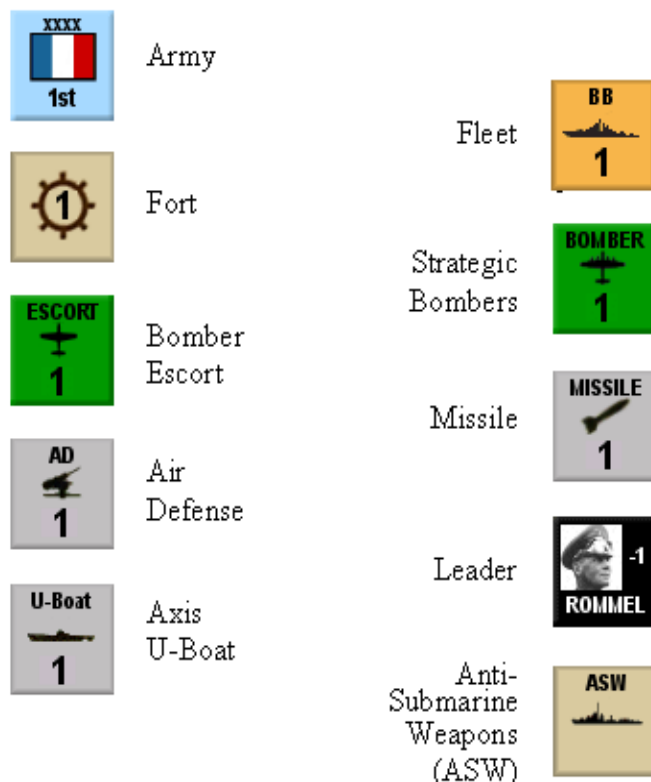 XXXX
1st
Army
1
Fort
ESCORT
1
Bomber
Escort
AD
1
Air
Defense
U-Boat
1
Axis
U-Boat
Fleet
BB
1
Strategic
Bombers
BOMBER
1
Missile
MISSILE
1
Leader
-1
ROMMEL
Anti-
Submarine
Weapons
(ASW)
ASW